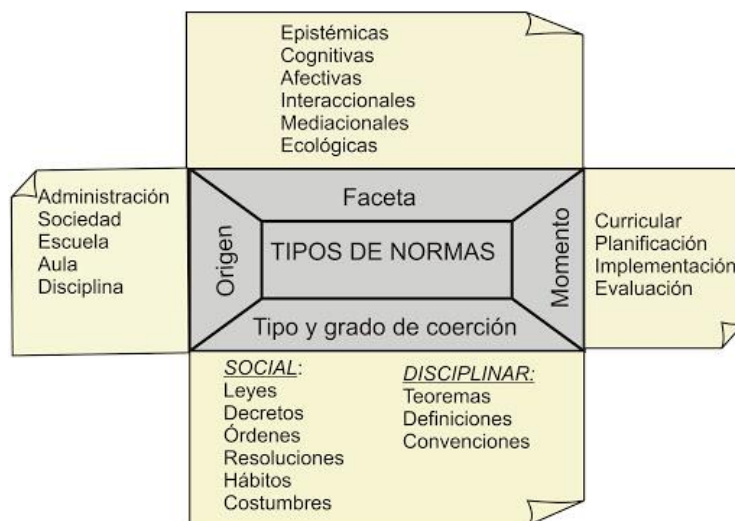 Epistémicas
Cognitivas
Afectivas
Interaccionales
Mediacionales
Ecológicas
Administración
Sociedad
Escuela
Aula
Disciplina
Origen
Faceta
TIPOS DE NORMAS
Tipo y grado de coerción
Momento
Curricular
Planificación
Implementación
Evaluación
SOCIAL:
Leyes
Decretos
Órdenes
Resoluciones
Hábitos
Costumbres
DISCIPLINAR:
Teoremas
Definiciones
Convenciones